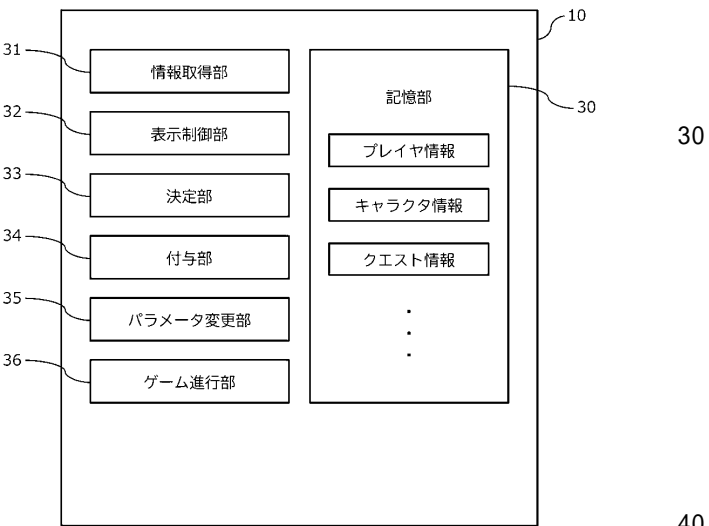 10
31
情報取得部
32
表示制御部
33
決定部
34
付与部
35
パラメータ変更部
36
ゲーム進行部
記憶部
30
プレイヤ情報
キャラクタ情報
クエスト情報
30
40